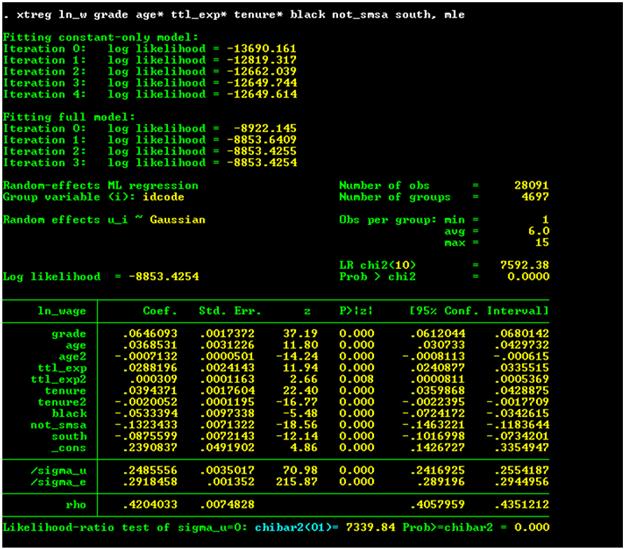 . xtreg ln_w grade age* ttl_exp* tenure* black not_smsa south, mle
Fitting constant-only model:
Iteration 0: log likelihood = -13690.161
Iteration 1: log likelihood = -12819.317
Iteration 2: log likelihood = -12662.039
Iteration 3: log likelihood = -12649.744
Iteration 4: log likelihood = -12649.614
Fitting full model:
Iteration 0: log likelihood = -8922.145
Iteration 1: log likelihood = -8853.6409
Iteration 2: log likelihood = -8853.4255
Iteration 3: log likelihood = -8853.4254
Random-effects ML regression Number of obs = 28091
Group variable (i): idcode Number of groups = 4697
Random effects u_i ~ Gaussian Obs per group: min = 1
avg = 6.0
max = 15
LR chi2(10) = 7592.38
Log likelihood = -8853.4254 Prob > chi2 = 0.0000
ln_wage Coef. Std. Err. z P>|z| [95% Conf. Interval]
grade .0646093 .0017372 37.19 0.000 .0612044 .0680142
age .0368531 .0031226 11.80 0.000 .030733 .0429732
age2 -.0007132 .0000501 -14.24 0.000 -.0008113 -.000615
ttl_exp .0288196 .0024143 11.94 0.000 .0240877 .0335515
ttl_exp2 .000309 .0001163 2.66 0.008 .0000811 .0005369
tenure .0394371 .0017604 22.40 0.000 .0359868 .0428875
tenure2 -.0020052 .0001195 -16.77 0.000 -.0022395 -.0017709
black -.0533394 .0097338 -5.48 0.000 -.0724172 -.0342615
not_smsa -.1323433 .0071322 -18.56 0.000 -.1463221 -.1183644
south -.0875599 .0072143 -12.14 0.000 -.1016998 -.0734201
_cons .2390837 .0491902 4.86 0.000 .1426727 .3354947
/sigma_u .2485556 .0035017 70.98 0.000 .2416925 .2554187
/sigma_e .2918458 .001352 215.87 0.000 .289196 .2944956
rho .4204033 .0074828 .4057959 .4351212
Likelihood-ratio test of sigma_u=0: chibar2(01)= 7339.84 Prob>=chibar2 = 0.000